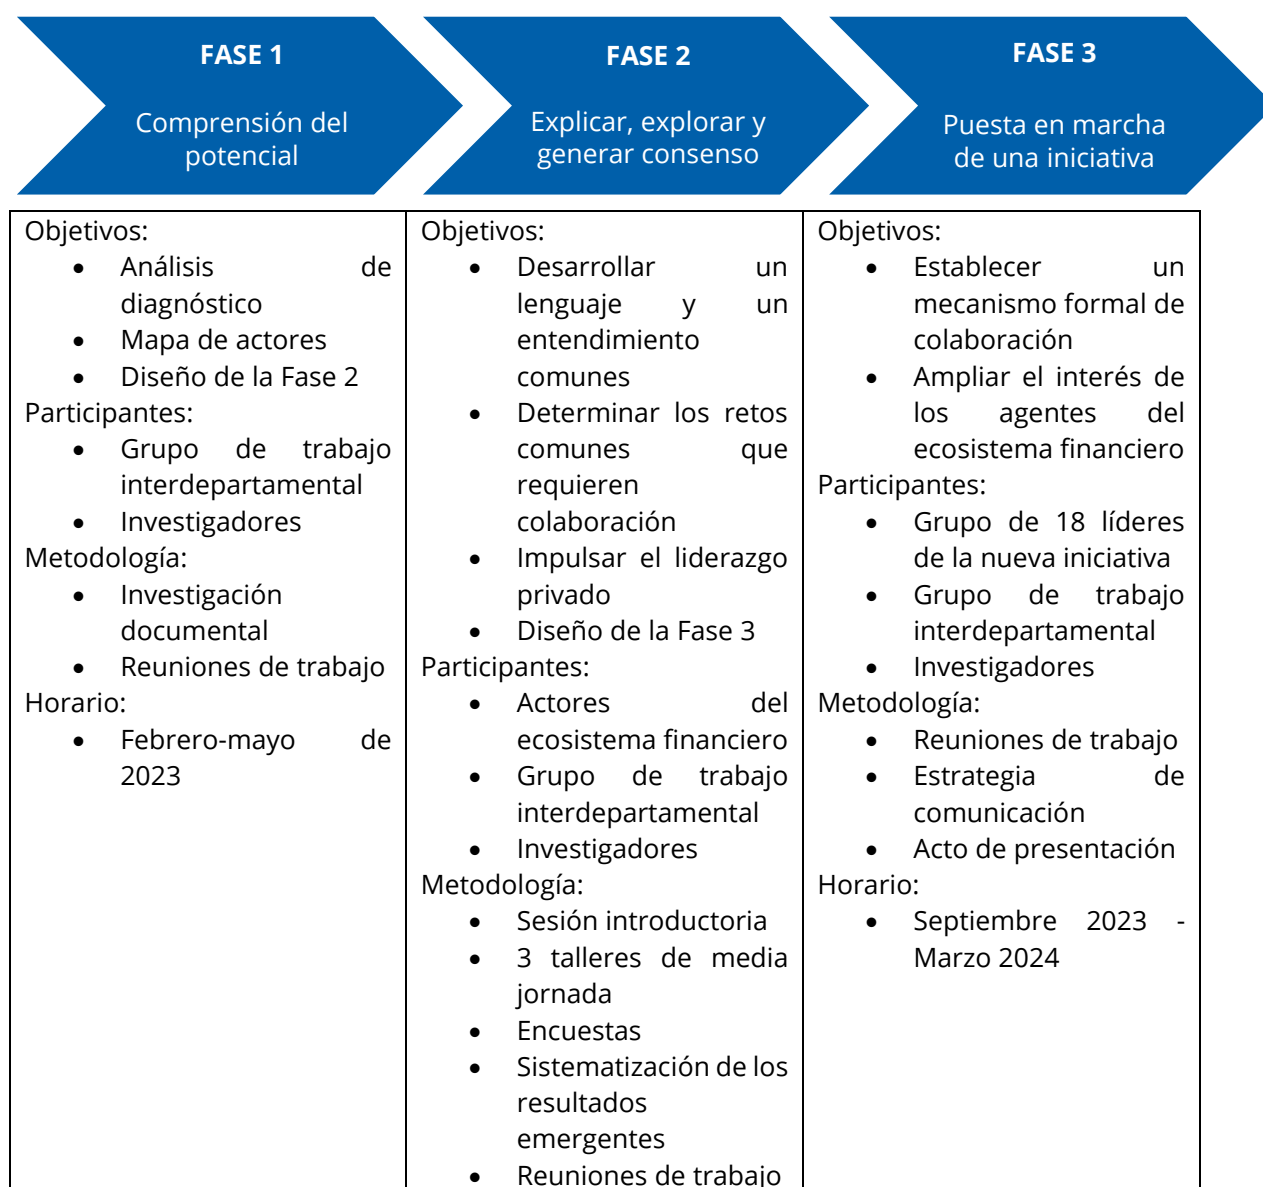 FASE 1
Comprensión del
potencial
FASE 2
Explicar, explorar y
generar consenso
FASE 3
Puesta en marcha
de una iniciativa
Objetivos:
• Análisis de
diagnóstico
• Mapa de actores
• Diseño de la Fase 2
Participantes:
• Grupo de trabajo
interdepartamental
• Investigadores
Metodología:
• Investigación
documental
• Reuniones de trabajo
Horario:
• Febrero-mayo de
2023
Objetivos:
• Desarrollar un
lenguaje y un
entendimiento
comunes
• Determinar los retos
comunes que
requieren
colaboración
• Impulsar el liderazgo
privado
• Diseño de la Fase 3
Participantes:
• Actores del
ecosistema financiero
• Grupo de trabajo
interdepartamental
• Investigadores
Metodología:
• Sesión introductoria
• 3 talleres de media
jornada
• Encuestas
• Sistematización de los
resultados
emergentes
• Reuniones de trabajo
Objetivos:
• Establecer un
mecanismo formal de
colaboración
• Ampliar el interés de
los agentes del
ecosistema financiero
Participantes:
• Grupo de 18 líderes
de la nueva iniciativa
• Grupo de trabajo
interdepartamental
• Investigadores
Metodología:
• Reuniones de trabajo
• Estrategia de
comunicación
• Acto de presentación
Horario:
• Septiembre 2023 -
Marzo 2024